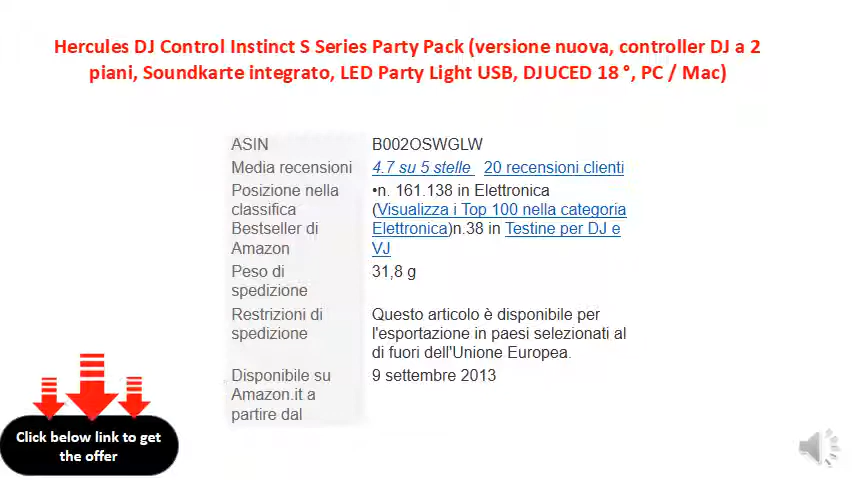 Hercules DJ Control Instinct S Series Party Pack (versione nuova, controller DJ a 2
piani, Soundkarte integrato, LED Party Light USB, DJUCED 18 °, PC / Mac)
ASIN B002OSWGLW
Media recensioni 4.7 su 5 stelle 20 recensioni clienti
Posizione nella •n. 161.138 in Elettronica
classifica (Visualizza i Top 100 nella categoria
Bestseller di Elettronica)n.38 in Testine per DJ e
Amazon VJ
Peso di 31,8 g
spedizione
Restrizioni di Questo articolo è disponibile per
spedizione l'esportazione in paesi selezionati al
di fuori dell'Unione Europea.
Disponibile su 9 settembre 2013
Amazon.it a
partire dal
Click below link to get
the offer